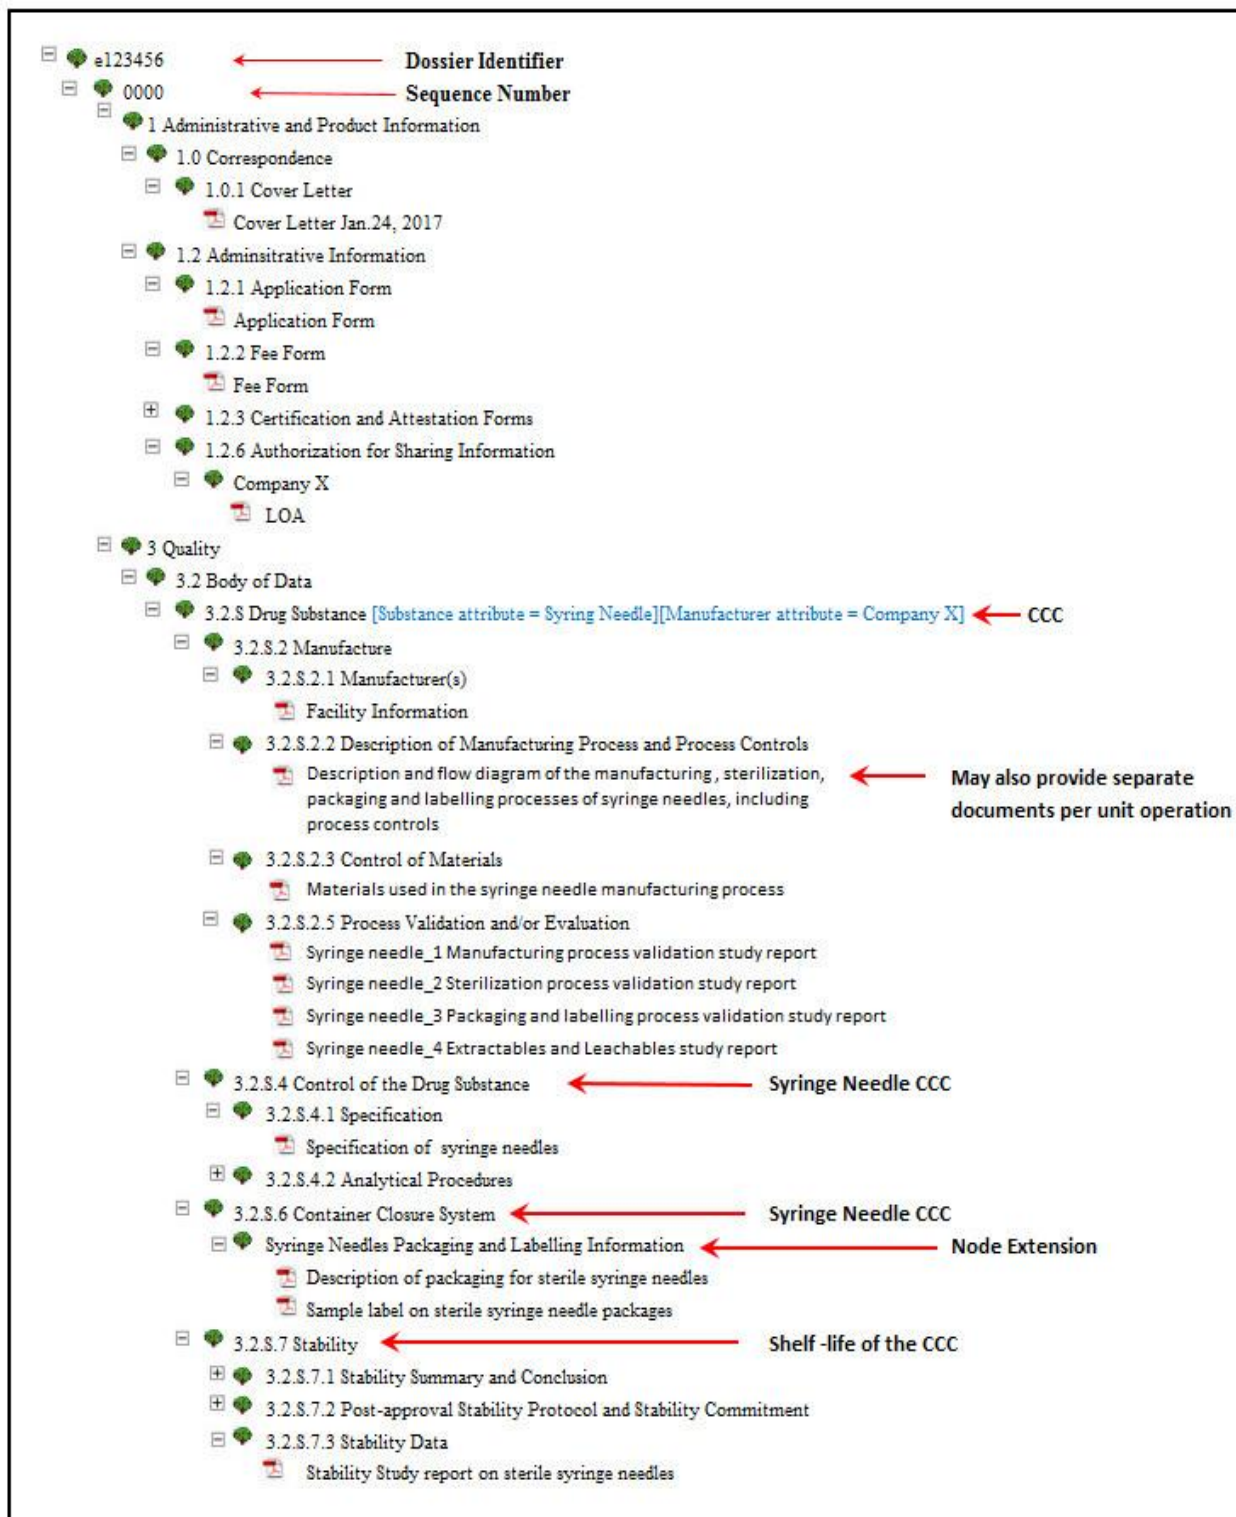 e123456 Dossier Identifier
0000 Sequence Number
1 Administrative and Product Information
1.0 Correspondence
1.0.1 Cover Letter
Cover Letter Jan.24, 2017
1.2 Adminsitrative Information
1.2.1 Application Form
Application Form
1.2.2 Fee Form
Fee Form
1.2.3 Certification and Attestation Forms
1.2.6 Authorization for Sharing Information
Company X
LOA
3 Quality
3.2 Body of Data
3.2.S Drug Substance [Substance attribute = Syring Needle][Manufacturer attribute = Company X] CCC
3.2.S.2 Manufacture
3.2.S.2.1 Manufacturer(s)
Facility Information
3.2.S.2.2 Description of Manufacturing Process and Process Controls
Description and flow diagram of the manufacturing , sterilization, May also provide separate
packaging and labelling processes of syringe needles, including documents per unit operation
process controls
3.2.S.2.3 Control of Materials
Materials used in the syringe needle manufacturing process
3.2.S.2.5 Process Validation and/or Evaluation
Syringe needle_1 Manufacturing process validation study report
Syringe needle_2 Sterilization process validation study report
Syringe needle_3 Packaging and labelling process validation study report
Syringe needle_4 Extractables and Leachables study report
3.2.S.4 Control of the Drug Substance Syringe Needle CCC
3.2.S.4.1 Specification
Specification of syringe needles
3.2.S.4.2 Analytical Procedures
3.2.S.6 Container Closure System Syringe Needle CCC
Syringe Needles Packaging and Labelling Information Node Extension
Description of packaging for sterile syringe needles
Sample label on sterile syringe needle packages
3.2.S.7 Stability Shelf -life of the CCC
3.2.S.7.1 Stability Summary and Conclusion
3.2.S.7.2 Post-approval Stability Protocol and Stability Commitment
3.2.S.7.3 Stability Data
Stability Study report on sterile syringe needles